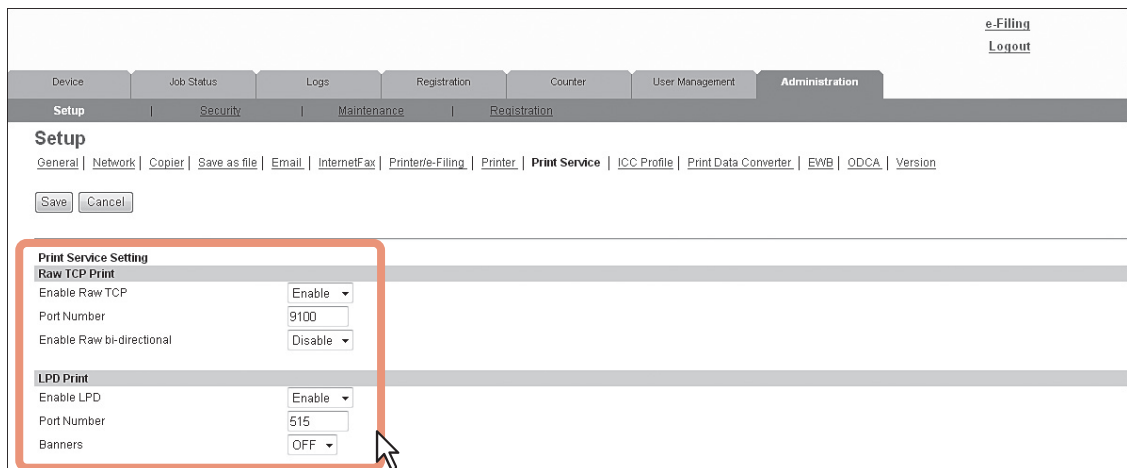 e-Filing
Logout
Device Job Status Logs Registration Counter User Management Administration
Setup | Security | Maintenance | Registration
Setup
General | Network | Copier | Save as file | Email | InternetFax | Printer/e-Filing | Printer | Print Service | ICC Profile | Print Data Converter | EWB | ODCA | Version
Save Cancel
Print Service Setting
Raw TCP Print
Enable Raw TCP Enable
Port Number 9100
Enable Raw bi-directional Disable
LPD Print
Enable LPD Enable
Port Number 515
Banners OFF